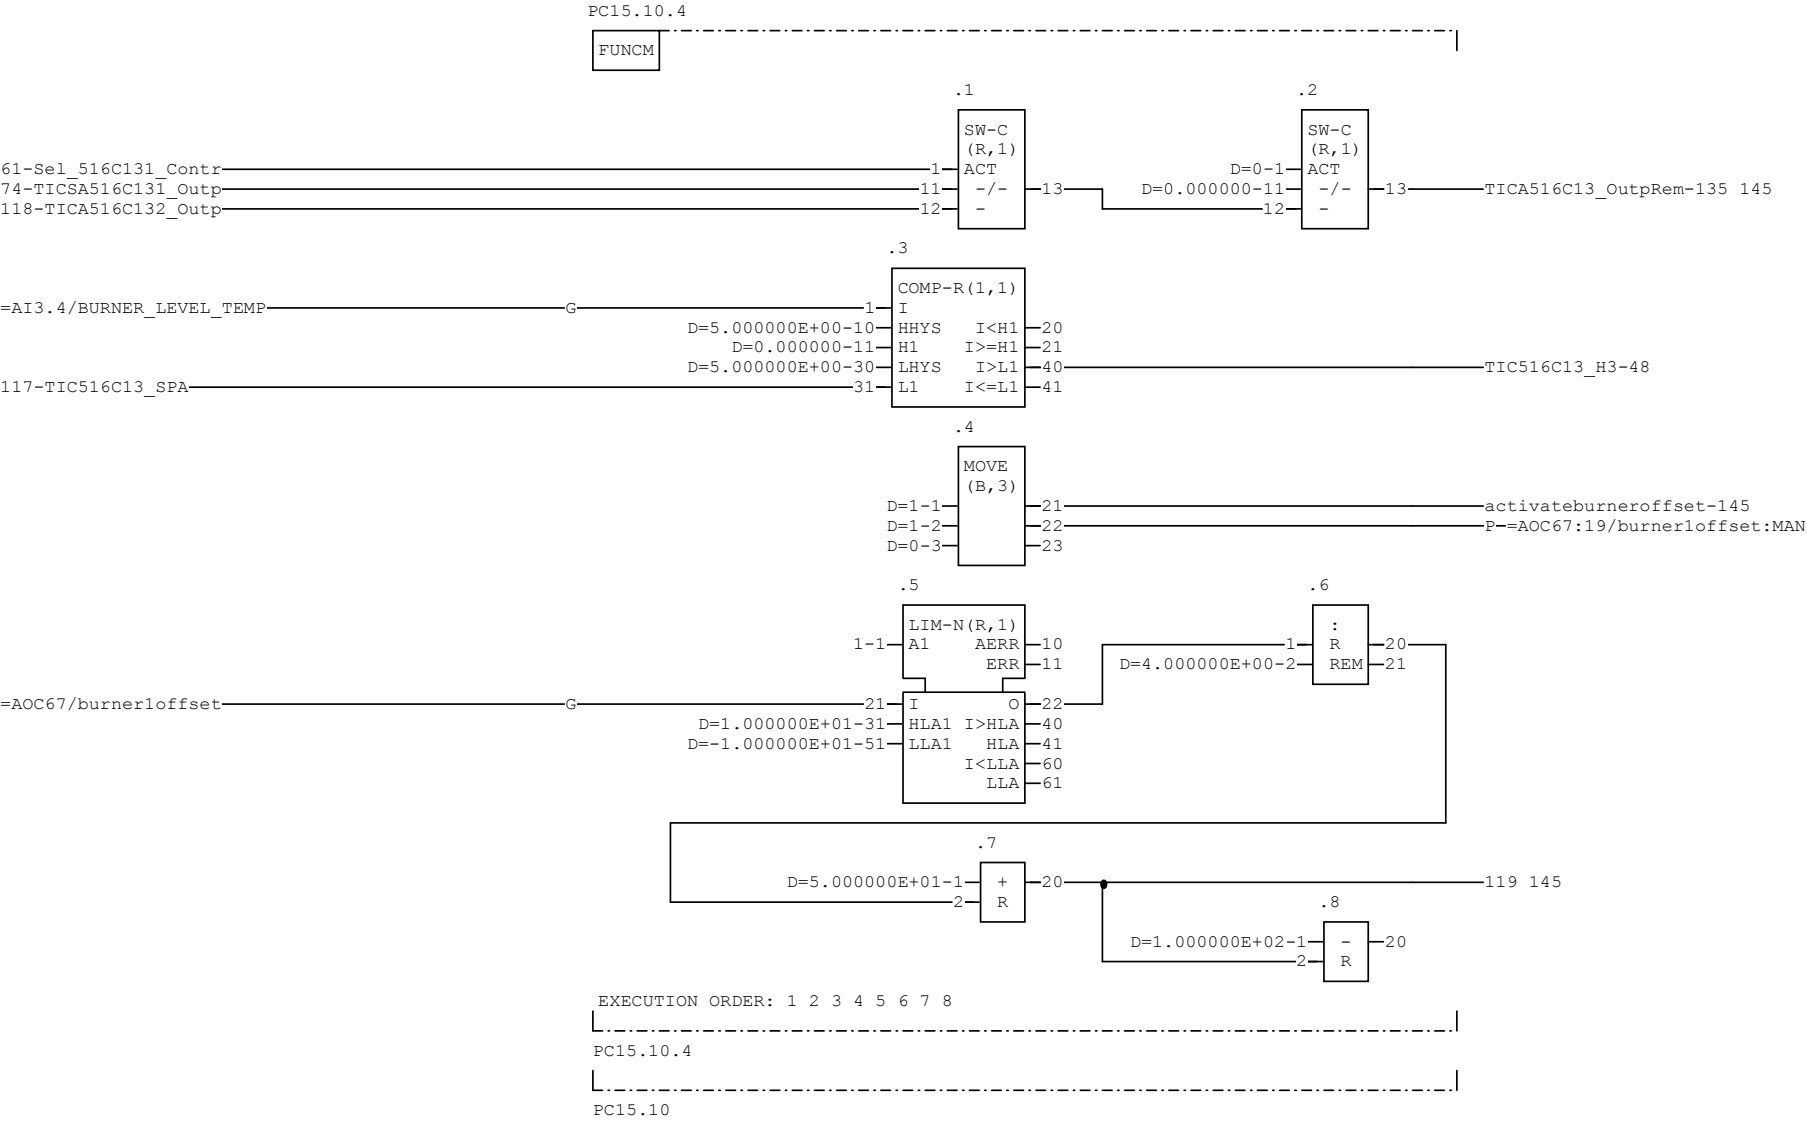 PC15.10.4
FUNCM
.1 .2
SW-C SW-C
(R,1) (R,1)
61-Sel_516C131_Contr 1 ACT D=0-1 ACT
74-TICSA516C131_Outp 11 -/- 13 D=0.000000-11 -/- 13 TICA516C13_OutpRem-135 145
118-TICA516C132_Outp 12 - 12 -
.3
COMP-R(1,1)
=AI3.4/BURNER_LEVEL_TEMP G 1 I
D=5.000000E+00-10 HHYS I<H1 20
D=0.000000-11 H1 I>=H1 21
D=5.000000E+00-30 LHYS I>L1 40 TIC516C13_H3-48
117-TIC516C13_SPA 31 L1 I<=L1 41
.4
MOVE
(B,3)
D=1-1 21 activateburneroffset-145
D=1-2 22 P-=AOC67:19/burner1offset:MAN
D=0-3 23
.5 .6
LIM-N(R,1) :
1-1 A1 AERR 10 1 R 20
ERR 11 D=4.000000E+00-2 REM 21
=AOC67/burner1offset G 21 I O 22
D=1.000000E+01-31 HLA1 I>HLA 40
D=-1.000000E+01-51 LLA1 HLA 41
I<LLA 60
LLA 61
.7
D=5.000000E+01-1 + 20 119 145
2 R .8
D=1.000000E+02-1 - 20
2 R
EXECUTION ORDER: 1 2 3 4 5 6 7 8
PC15.10.4
PC15.10